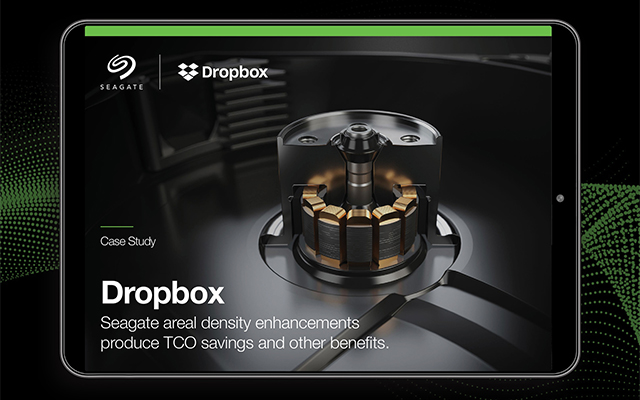 SEAGATE
Dropbox
Case Study
Dropbox
Seagate areal density enhancements
produce TCO savings and other benefits.